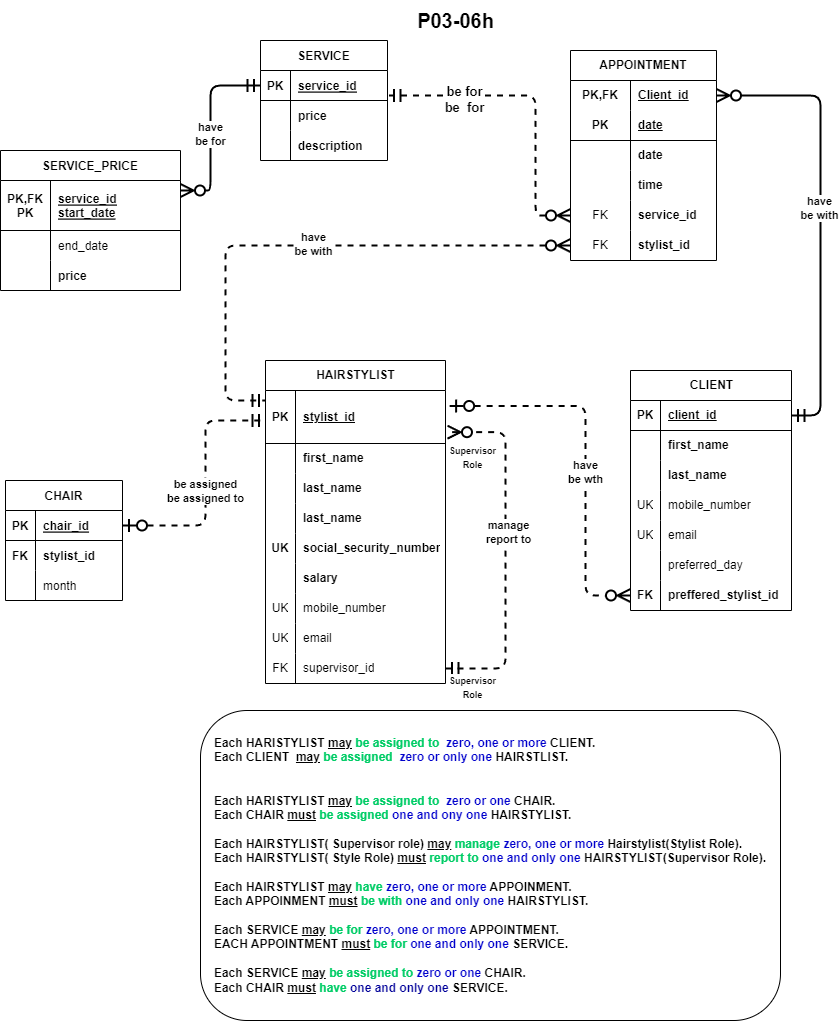 P03-06h
SERVICE
PK service_id
price
description
APPOINTMENT
PK,FK Client_id
PK date
date
time
FK service_id
FK stylist_id
be for
be for
have
be for
SERVICE_PRICE
PK,FK service_id
PK start_date
end_date
price
have
be with
have
be with
HAIRSTYLIST
PK stylist_id
first_name
last_name
last_name
UK social_security_number
salary
UK mobile_number
UK email
FK supervisor_id
CLIENT
PK client_id
first_name
last_name
UK mobile_number
UK email
preferred_day
FK preffered_stylist_id
Supervisor
Role
have
be wth
be assigned
be assigned to
CHAIR
PK chair_id
FK stylist_id
month
manage
report to
Supervisor
Role
Each HARISTYLIST may be assigned to zero, one or more CLIENT.
Each CLIENT may be assigned zero or only one HAIRSTLIST.
Each HARISTYLIST may be assigned to zero or one CHAIR.
Each CHAIR must be assigned one and ony one HAIRSTYLIST.
Each HAIRSTYLIST( Supervisor role) may manage zero, one or more Hairstylist(Stylist Role).
Each HAIRSTYLIST( Style Role) must report to one and only one HAIRSTYLIST(Supervisor Role).
Each HAIRSTYLIST may have zero, one or more APPOINMENT.
Each APPOINMENT must be with one and only one HAIRSTYLIST.
Each SERVICE may be for zero, one or more APPOINTMENT.
EACH APPOINTMENT must be for one and only one SERVICE.
Each SERVICE may be assigned to zero or one CHAIR.
Each CHAIR must have one and only one SERVICE.